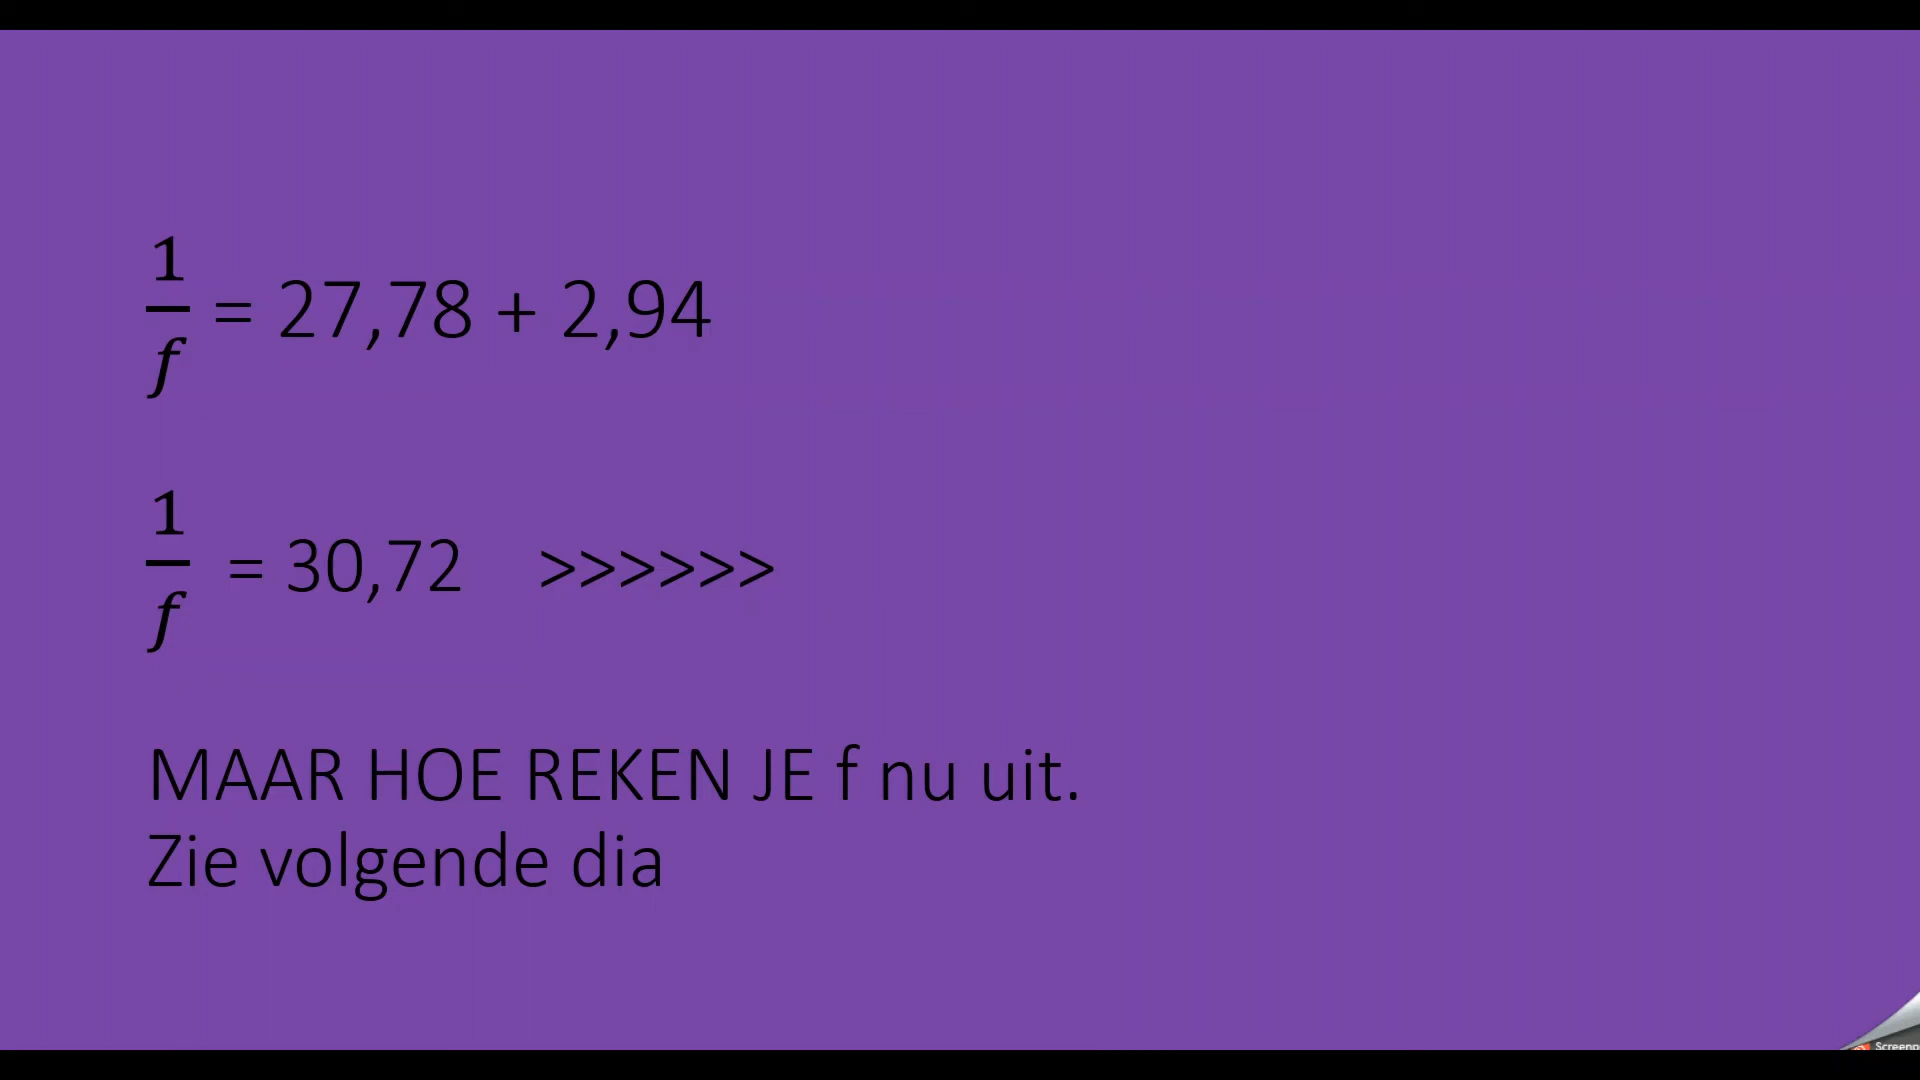 1/f = 27,78 + 2,94
1/f = 30,72 >>>>>>
MAAR HOE REKEN JE f nu uit.
Zie volgende dia